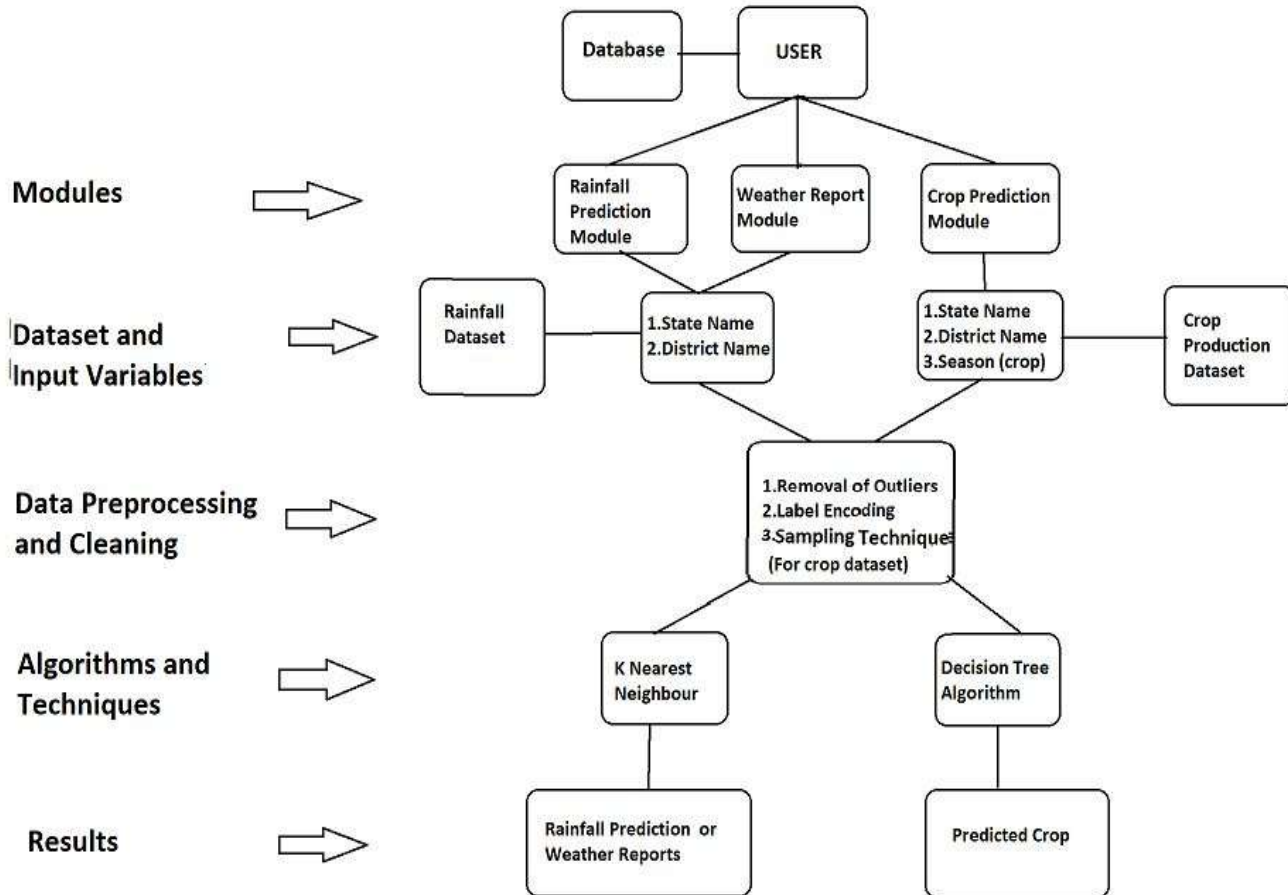 Database
USER
Modules
Rainfall
Prediction
Module
Weather Report
Module
Crop Prediction
Module
Dataset and
Input Variables
Rainfall
Dataset
1.State Name
2.District Name
1.State Name
2.District Name
3.Season (crop)
Crop
Production
Dataset
Data Preprocessing
and Cleaning
1.Removal of Outliers
2.Label Encoding
3.Sampling Technique
(For crop dataset)
Algorithms and
Techniques
K Nearest
Neighbour
Decision Tree
Algorithm
Results
Rainfall Prediction or
Weather Reports
Predicted Crop